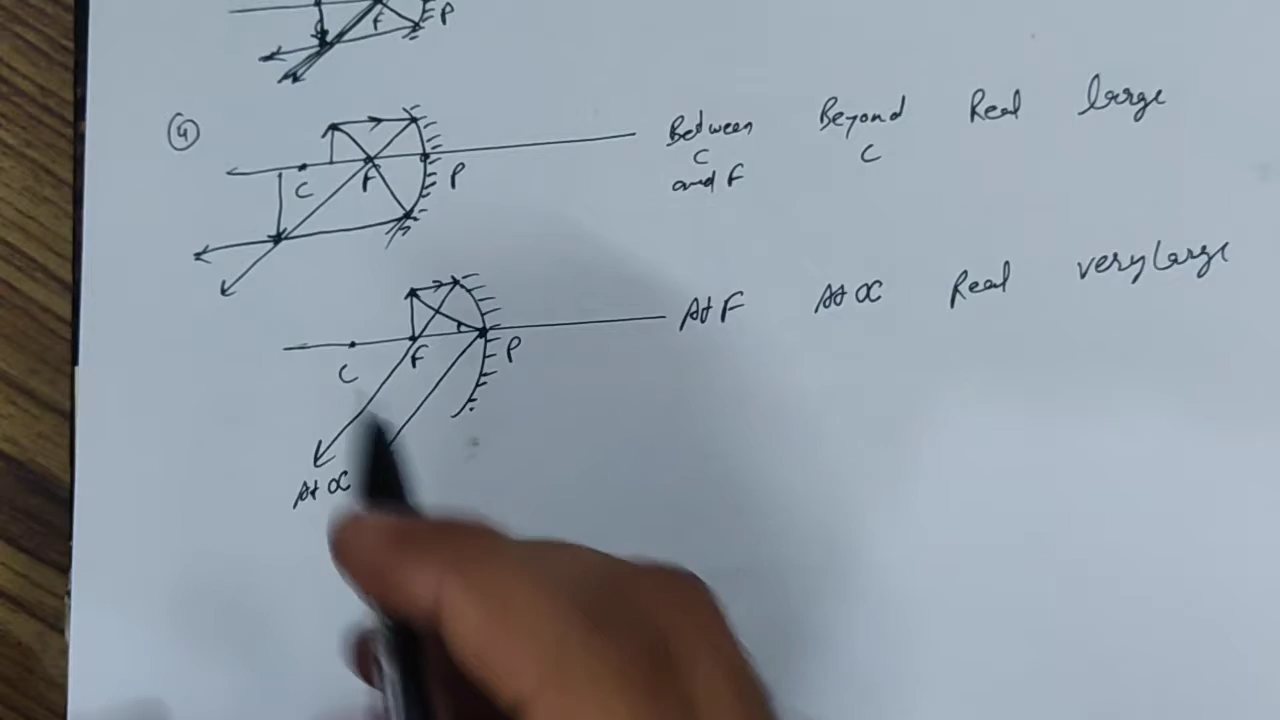 F P
④
Between Beyond Real large
C C
and F
C F P
At F At ∝ Real very large
C F P
At ∝